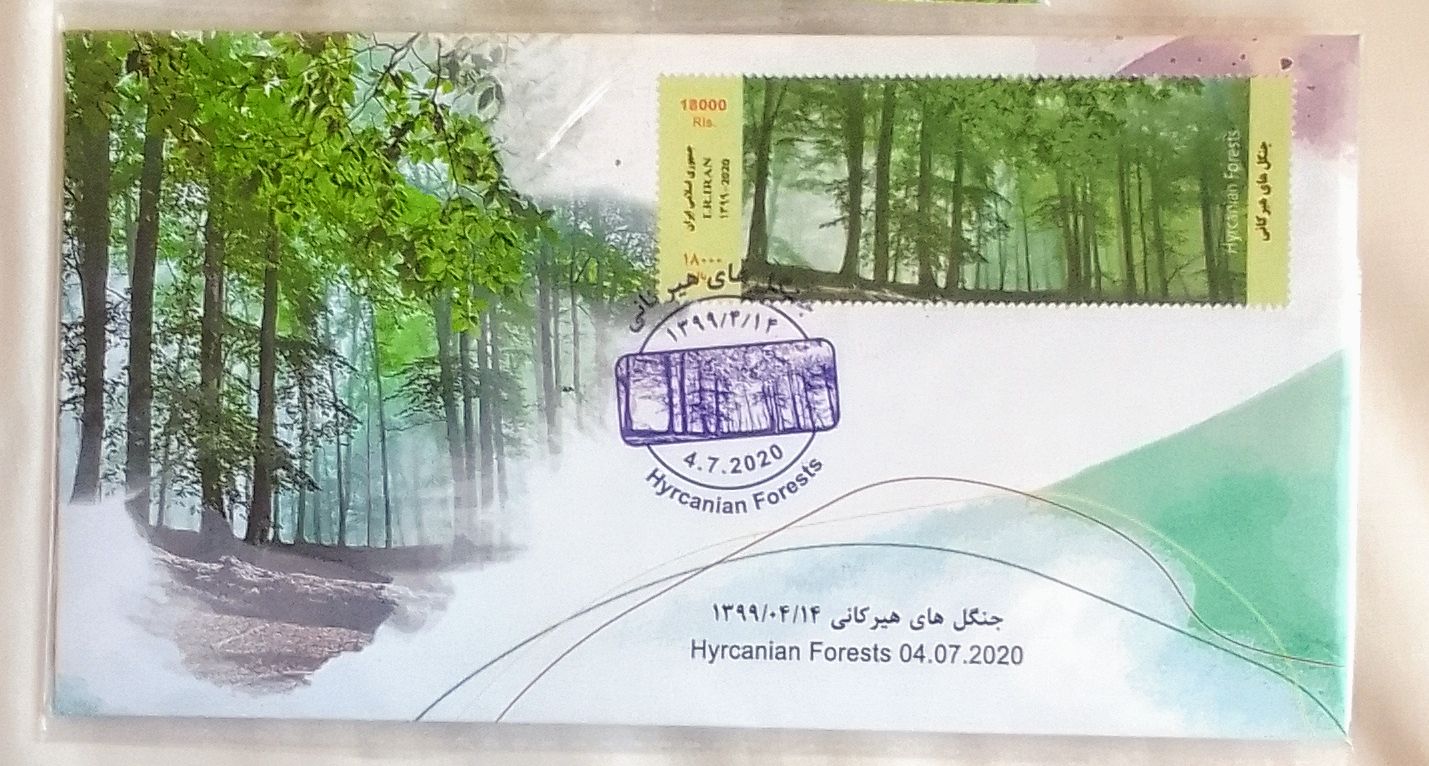 18000
Rls.
جمهوری اسلامی ایران
I.R.IRAN
۱۳۹۹-2020
۱۸۰۰۰
ریال
Hyrcanian Forests
جنگل های هیرکانی
جنگل های هیرکانی
۱۳۹۹/۴/۱۴
4.7.2020
Hyrcanian Forests
جنگل های هیرکانی ۱۳۹۹/۰۴/۱۴
Hyrcanian Forests 04.07.2020